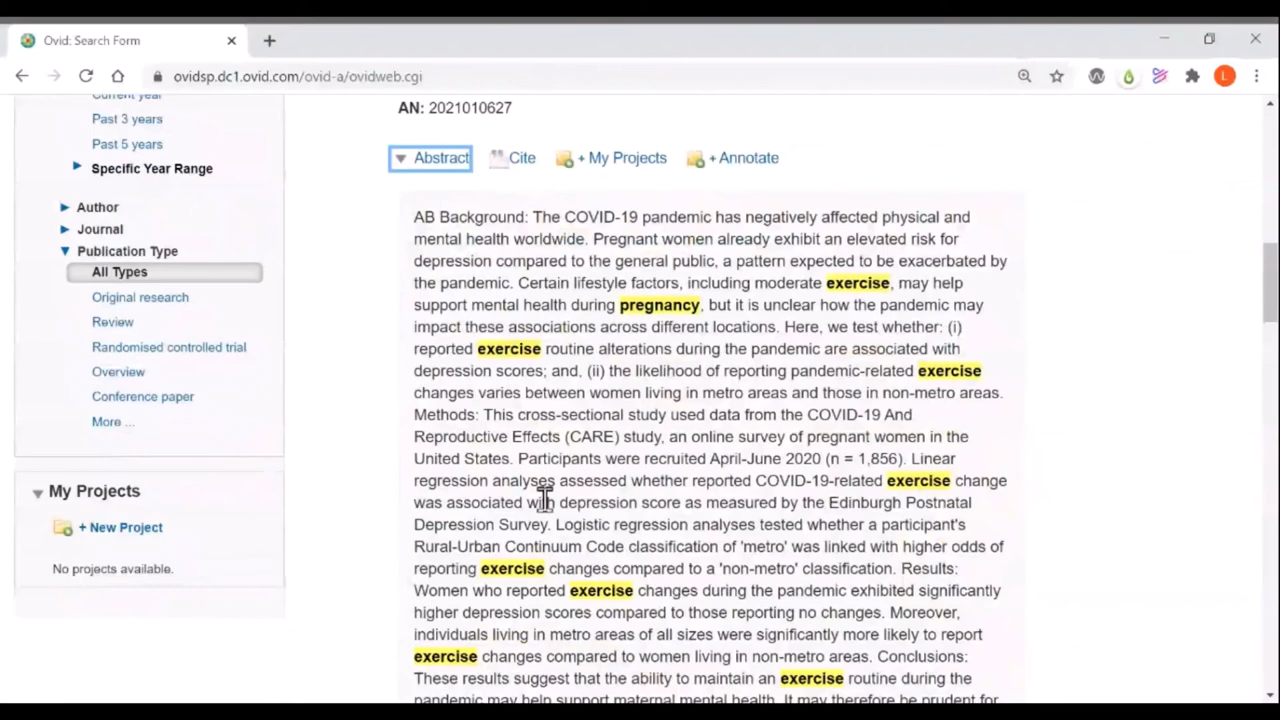 Ovid: Search Form
ovidsp.dc1.ovid.com/ovid-a/ovidweb.cgi
L
Current year
Past 3 years
Past 5 years
Specific Year Range
Author
Journal
Publication Type
All Types
Original research
Review
Randomised controlled trial
Overview
Conference paper
More ...
My Projects
+ New Project
No projects available.
AN: 2021010627
Abstract Cite + My Projects + Annotate
AB Background: The COVID-19 pandemic has negatively affected physical and
mental health worldwide. Pregnant women already exhibit an elevated risk for
depression compared to the general public, a pattern expected to be exacerbated by
the pandemic. Certain lifestyle factors, including moderate exercise, may help
support mental health during pregnancy, but it is unclear how the pandemic may
impact these associations across different locations. Here, we test whether: (i)
reported exercise routine alterations during the pandemic are associated with
depression scores; and, (ii) the likelihood of reporting pandemic-related exercise
changes varies between women living in metro areas and those in non-metro areas.
Methods: This cross-sectional study used data from the COVID-19 And
Reproductive Effects (CARE) study, an online survey of pregnant women in the
United States. Participants were recruited April-June 2020 (n = 1,856). Linear
regression analyses assessed whether reported COVID-19-related exercise change
was associated with depression score as measured by the Edinburgh Postnatal
Depression Survey. Logistic regression analyses tested whether a participant's
Rural-Urban Continuum Code classification of 'metro' was linked with higher odds of
reporting exercise changes compared to a 'non-metro' classification. Results:
Women who reported exercise changes during the pandemic exhibited significantly
higher depression scores compared to those reporting no changes. Moreover,
individuals living in metro areas of all sizes were significantly more likely to report
exercise changes compared to women living in non-metro areas. Conclusions:
These results suggest that the ability to maintain an exercise routine during the
pandemic may help support maternal mental health. It may therefore be prudent for